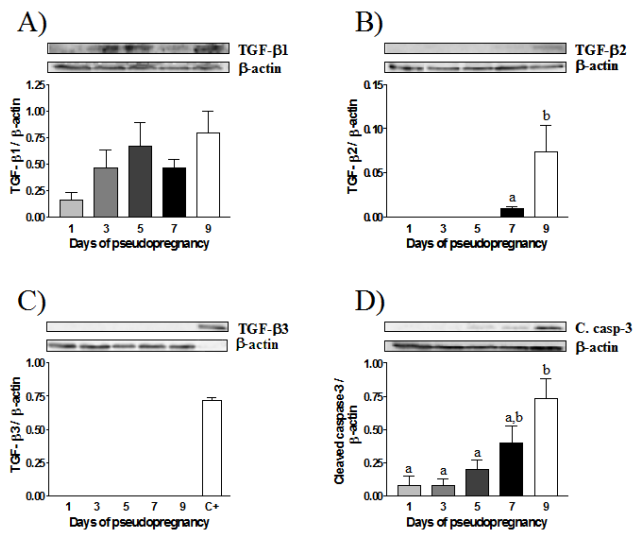 A)
TGF-β1
β-actin
TGF- β1 / β-actin
1.25
1.00
0.75
0.50
0.25
0.00
1 3 5 7 9
Days of pseudopregnancy
B)
TGF-β2
β-actin
TGF- β2 / β-actin
0.15
0.10
0.05
0.00
a
b
1 3 5 7 9
Days of pseudopregnancy
C)
TGF-β3
β-actin
TGF- β3 / β-actin
1.00
0.75
0.50
0.25
0.00
1 3 5 7 9 C+
Days of pseudopregnancy
D)
C. casp-3
β-actin
Cleaved caspase-3 /
β-actin
1.00
0.75
0.50
0.25
0.00
a a a a,b b
1 3 5 7 9
Days of pseudopregnancy